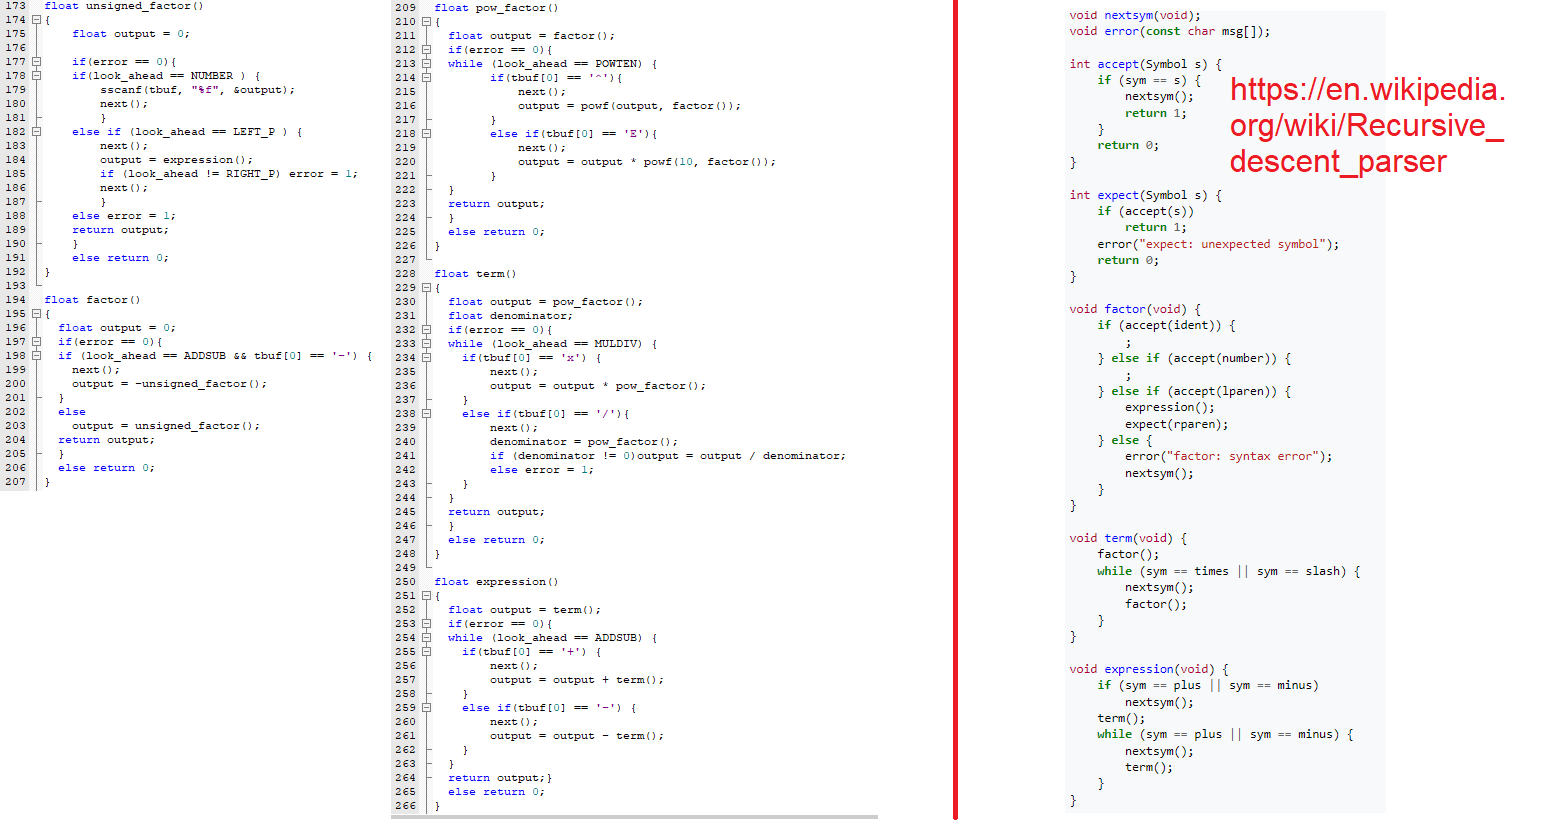 173 float unsigned_factor()
174 {
175 float output = 0;
176
177 if(error == 0){
178 if(look_ahead == NUMBER ) {
179 sscanf(tbuf, "%f", &output);
180 next();
181 }
182 else if (look_ahead == LEFT_P ) {
183 next();
184 output = expression();
185 if (look_ahead != RIGHT_P) error = 1;
186 next();
187 }
188 else error = 1;
189 return output;
190 }
191 else return 0;
192 }
193
194 float factor()
195 {
196 float output = 0;
197 if(error == 0){
198 if (look_ahead == ADDSUB && tbuf[0] == '-') {
199 next();
200 output = -unsigned_factor();
201 }
202 else
203 output = unsigned_factor();
204 return output;
205 }
206 else return 0;
207 }
209 float pow_factor()
210 {
211 float output = factor();
212 if(error == 0){
213 while (look_ahead == POWTEN) {
214 if(tbuf[0] == '^'){
215 next();
216 output = powf(output, factor());
217 }
218 else if(tbuf[0] == 'E'){
219 next();
220 output = output * powf(10, factor());
221 }
222 }
223 return output;
224 }
225 else return 0;
226 }
227
228 float term()
229 {
230 float output = pow_factor();
231 float denominator;
232 if(error == 0){
233 while (look_ahead == MULDIV) {
234 if(tbuf[0] == 'x') {
235 next();
236 output = output * pow_factor();
237 }
238 else if(tbuf[0] == '/'){
239 next();
240 denominator = pow_factor();
241 if (denominator != 0)output = output / denominator;
242 else error = 1;
243 }
244 }
245 return output;
246 }
247 else return 0;
248 }
249
250 float expression()
251 {
252 float output = term();
253 if(error == 0){
254 while (look_ahead == ADDSUB) {
255 if(tbuf[0] == '+') {
256 next();
257 output = output + term();
258 }
259 else if(tbuf[0] == '-') {
260 next();
261 output = output - term();
262 }
263 }
264 return output;}
265 else return 0;
266 }
void nextsym(void);
void error(const char msg[]);
int accept(Symbol s) {
if (sym == s) {
nextsym();
return 1;
}
return 0;
}
int expect(Symbol s) {
if (accept(s))
return 1;
error("expect: unexpected symbol");
return 0;
}
void factor(void) {
if (accept(ident)) {
;
} else if (accept(number)) {
;
} else if (accept(lparen)) {
expression();
expect(rparen);
} else {
error("factor: syntax error");
nextsym();
}
}
void term(void) {
factor();
while (sym == times || sym == slash) {
nextsym();
factor();
}
}
void expression(void) {
if (sym == plus || sym == minus)
nextsym();
term();
while (sym == plus || sym == minus) {
nextsym();
term();
}
}
https://en.wikipedia.
org/wiki/Recursive_
descent_parser